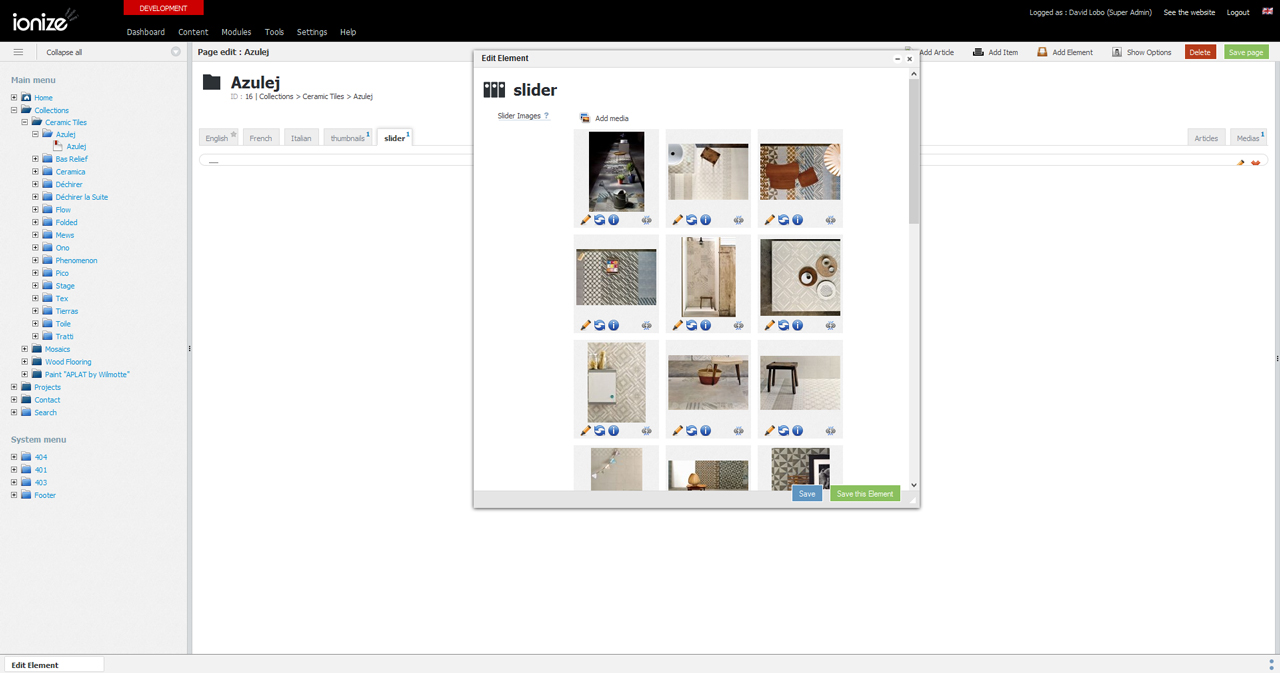 ionize
DEVELOPMENT
Dashboard Content Modules Tools Settings Help
Logged as : David Lobo (Super Admin) See the website Logout
Collapse all
Page edit : Azulej
Add Article Add Item Add Element Show Options Delete Save page
Main menu
Home
Collections
Ceramic Tiles
Azulej
Azulej
Bas Relief
Ceramica
Déchirer
Déchirer la Suite
Flow
Folded
Mews
Ono
Phenomenon
Pico
Stage
Tex
Tierras
Toile
Tratti
Mosaics
Wood Flooring
Paint "APLAT by Wilmotte"
Projects
Contact
Search
System menu
404
401
403
Footer
Azulej
ID : 16 | Collections > Ceramic Tiles > Azulej
English French Italian thumbnails 1 slider 1
Articles Medias 1
Edit Element
slider
Slider Images ?
Add media
Save Save this Element
Edit Element